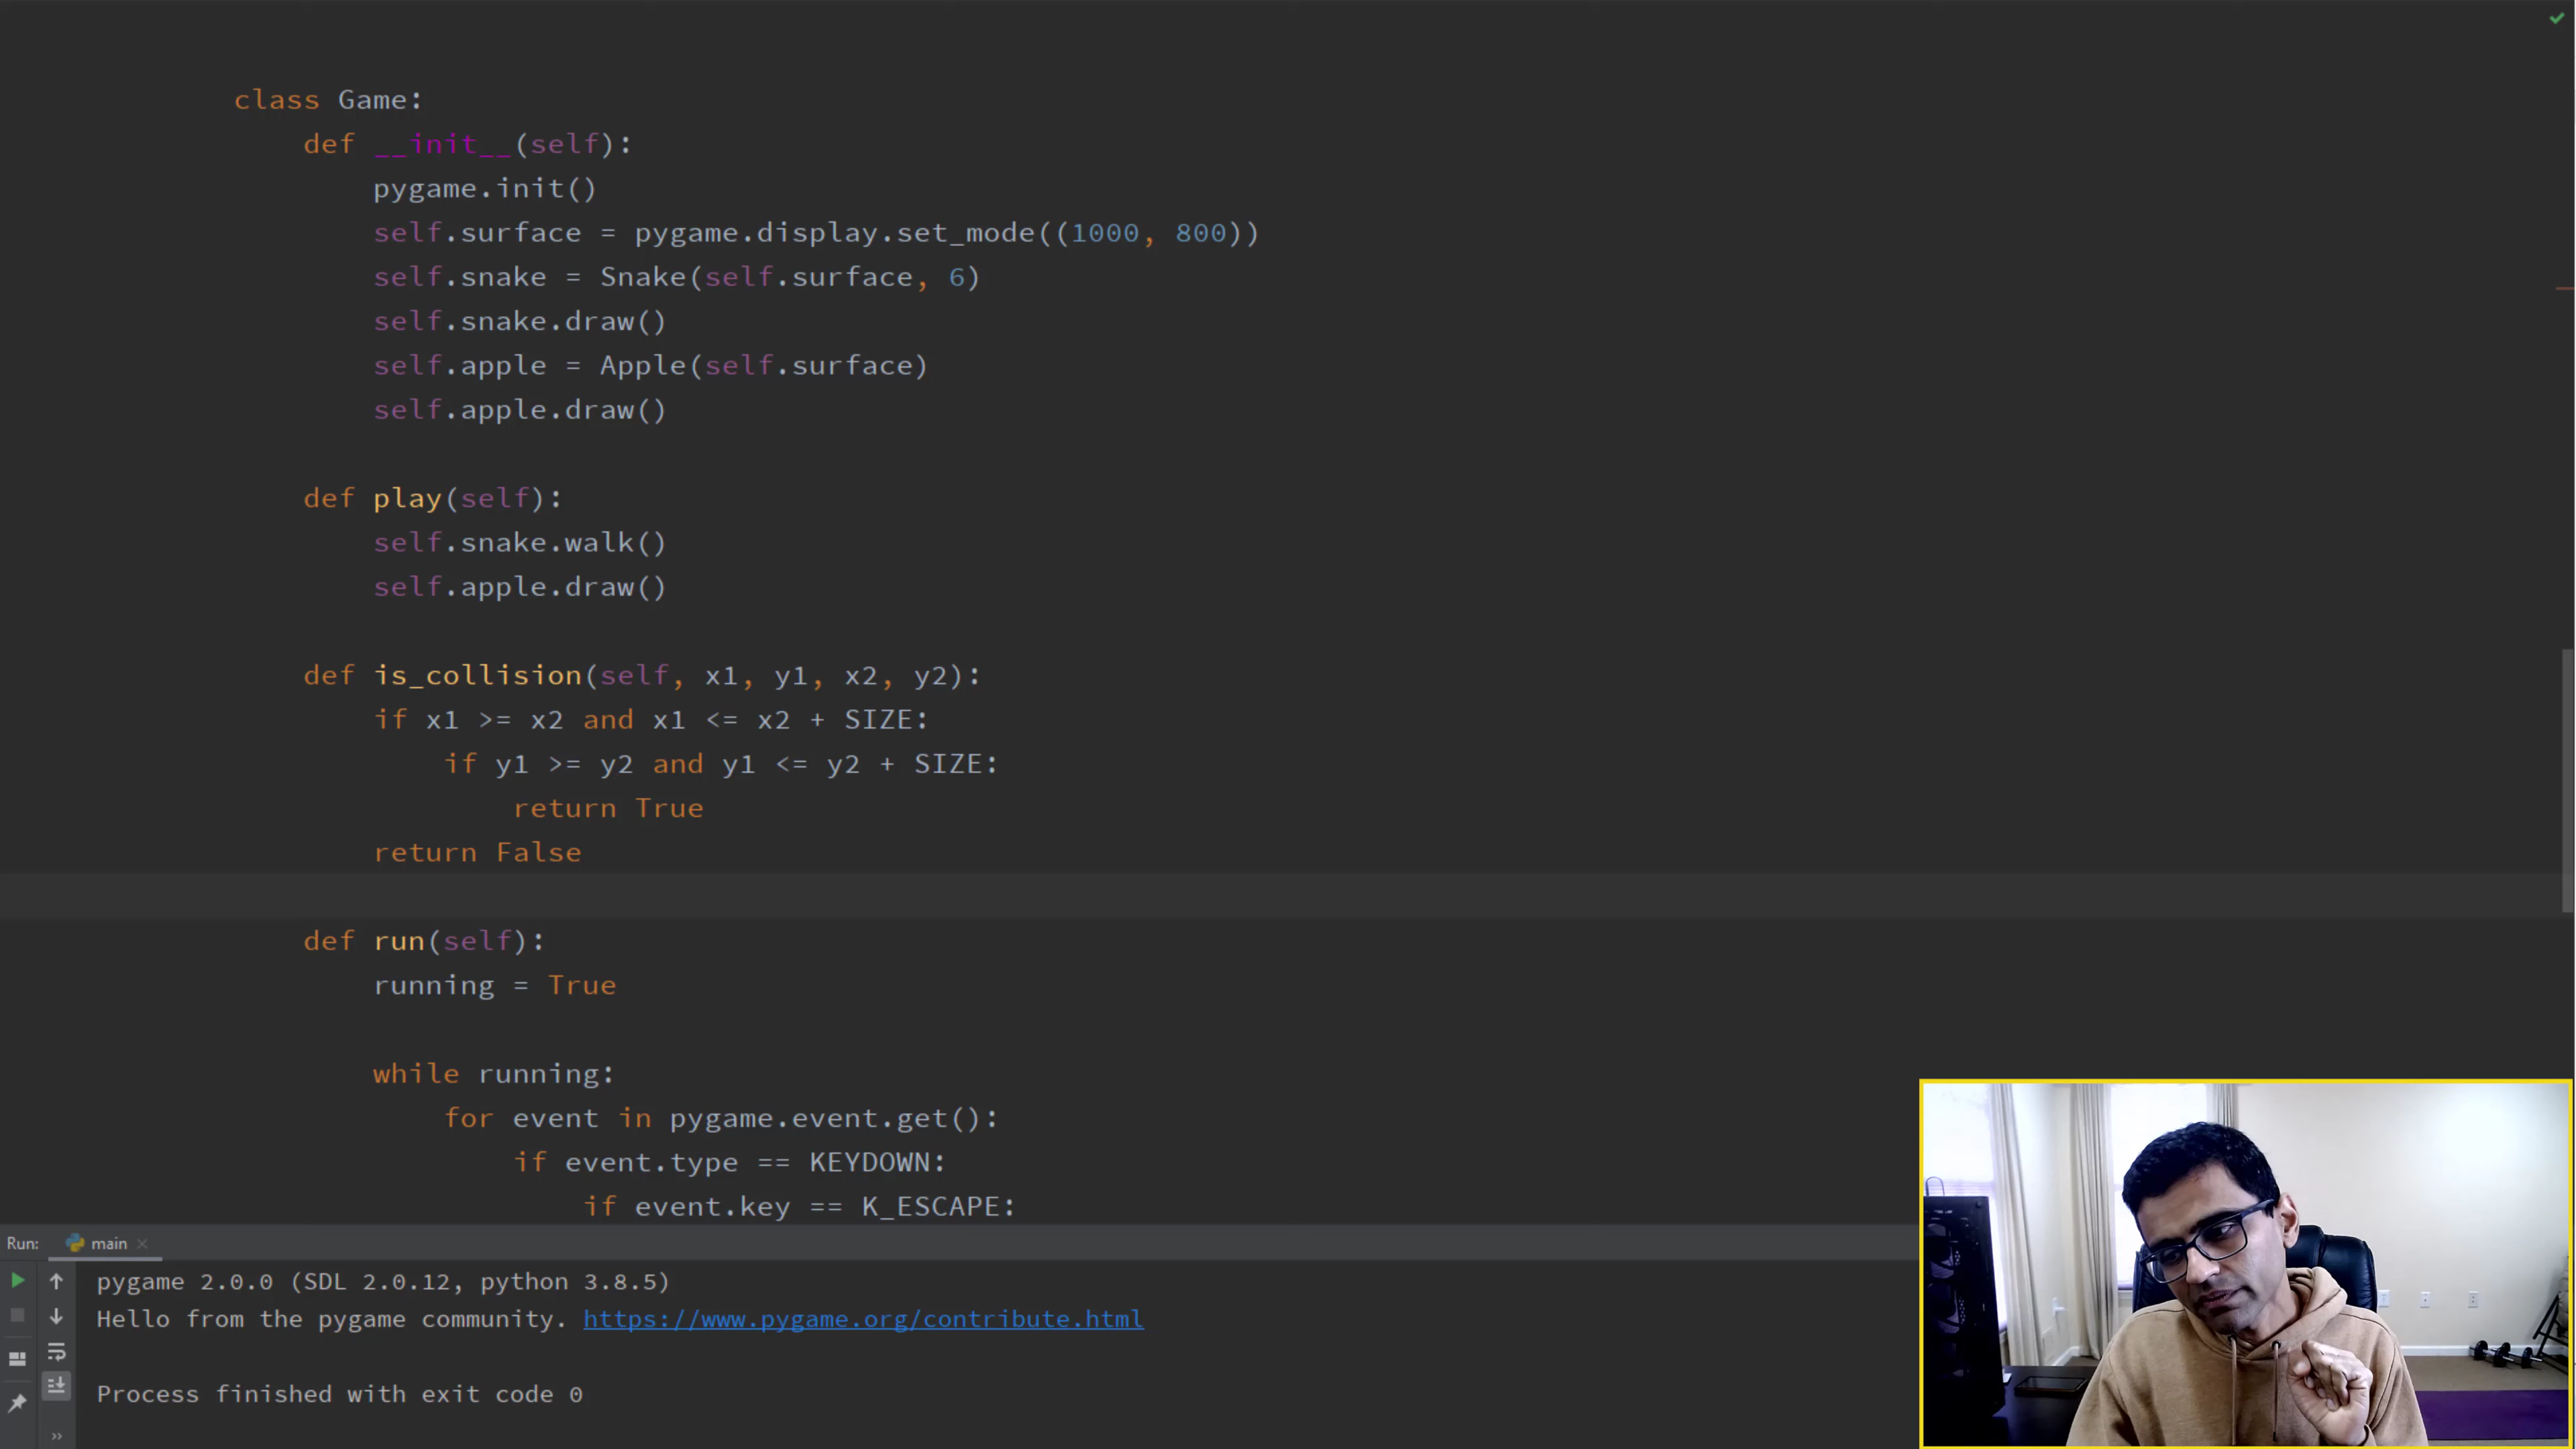 class Game:
def __init__(self):
pygame.init()
self.surface = pygame.display.set_mode((1000, 800))
self.snake = Snake(self.surface, 6)
self.snake.draw()
self.apple = Apple(self.surface)
self.apple.draw()
def play(self):
self.snake.walk()
self.apple.draw()
def is_collision(self, x1, y1, x2, y2):
if x1 >= x2 and x1 <= x2 + SIZE:
if y1 >= y2 and y1 <= y2 + SIZE:
return True
return False
def run(self):
running = True
while running:
for event in pygame.event.get():
if event.type == KEYDOWN:
if event.key == K_ESCAPE:
Run: main
pygame 2.0.0 (SDL 2.0.12, python 3.8.5)
Hello from the pygame community. https://www.pygame.org/contribute.html
Process finished with exit code 0